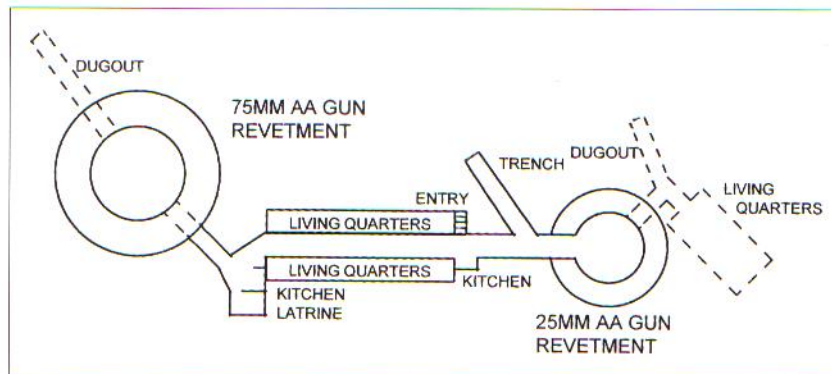 DUGOUT
75MM AA GUN
REVETMENT
TRENCH
DUGOUT
LIVING
QUARTERS
ENTRY
LIVING QUARTERS
LIVING QUARTERS
KITCHEN
KITCHEN
LATRINE
25MM AA GUN
REVETMENT